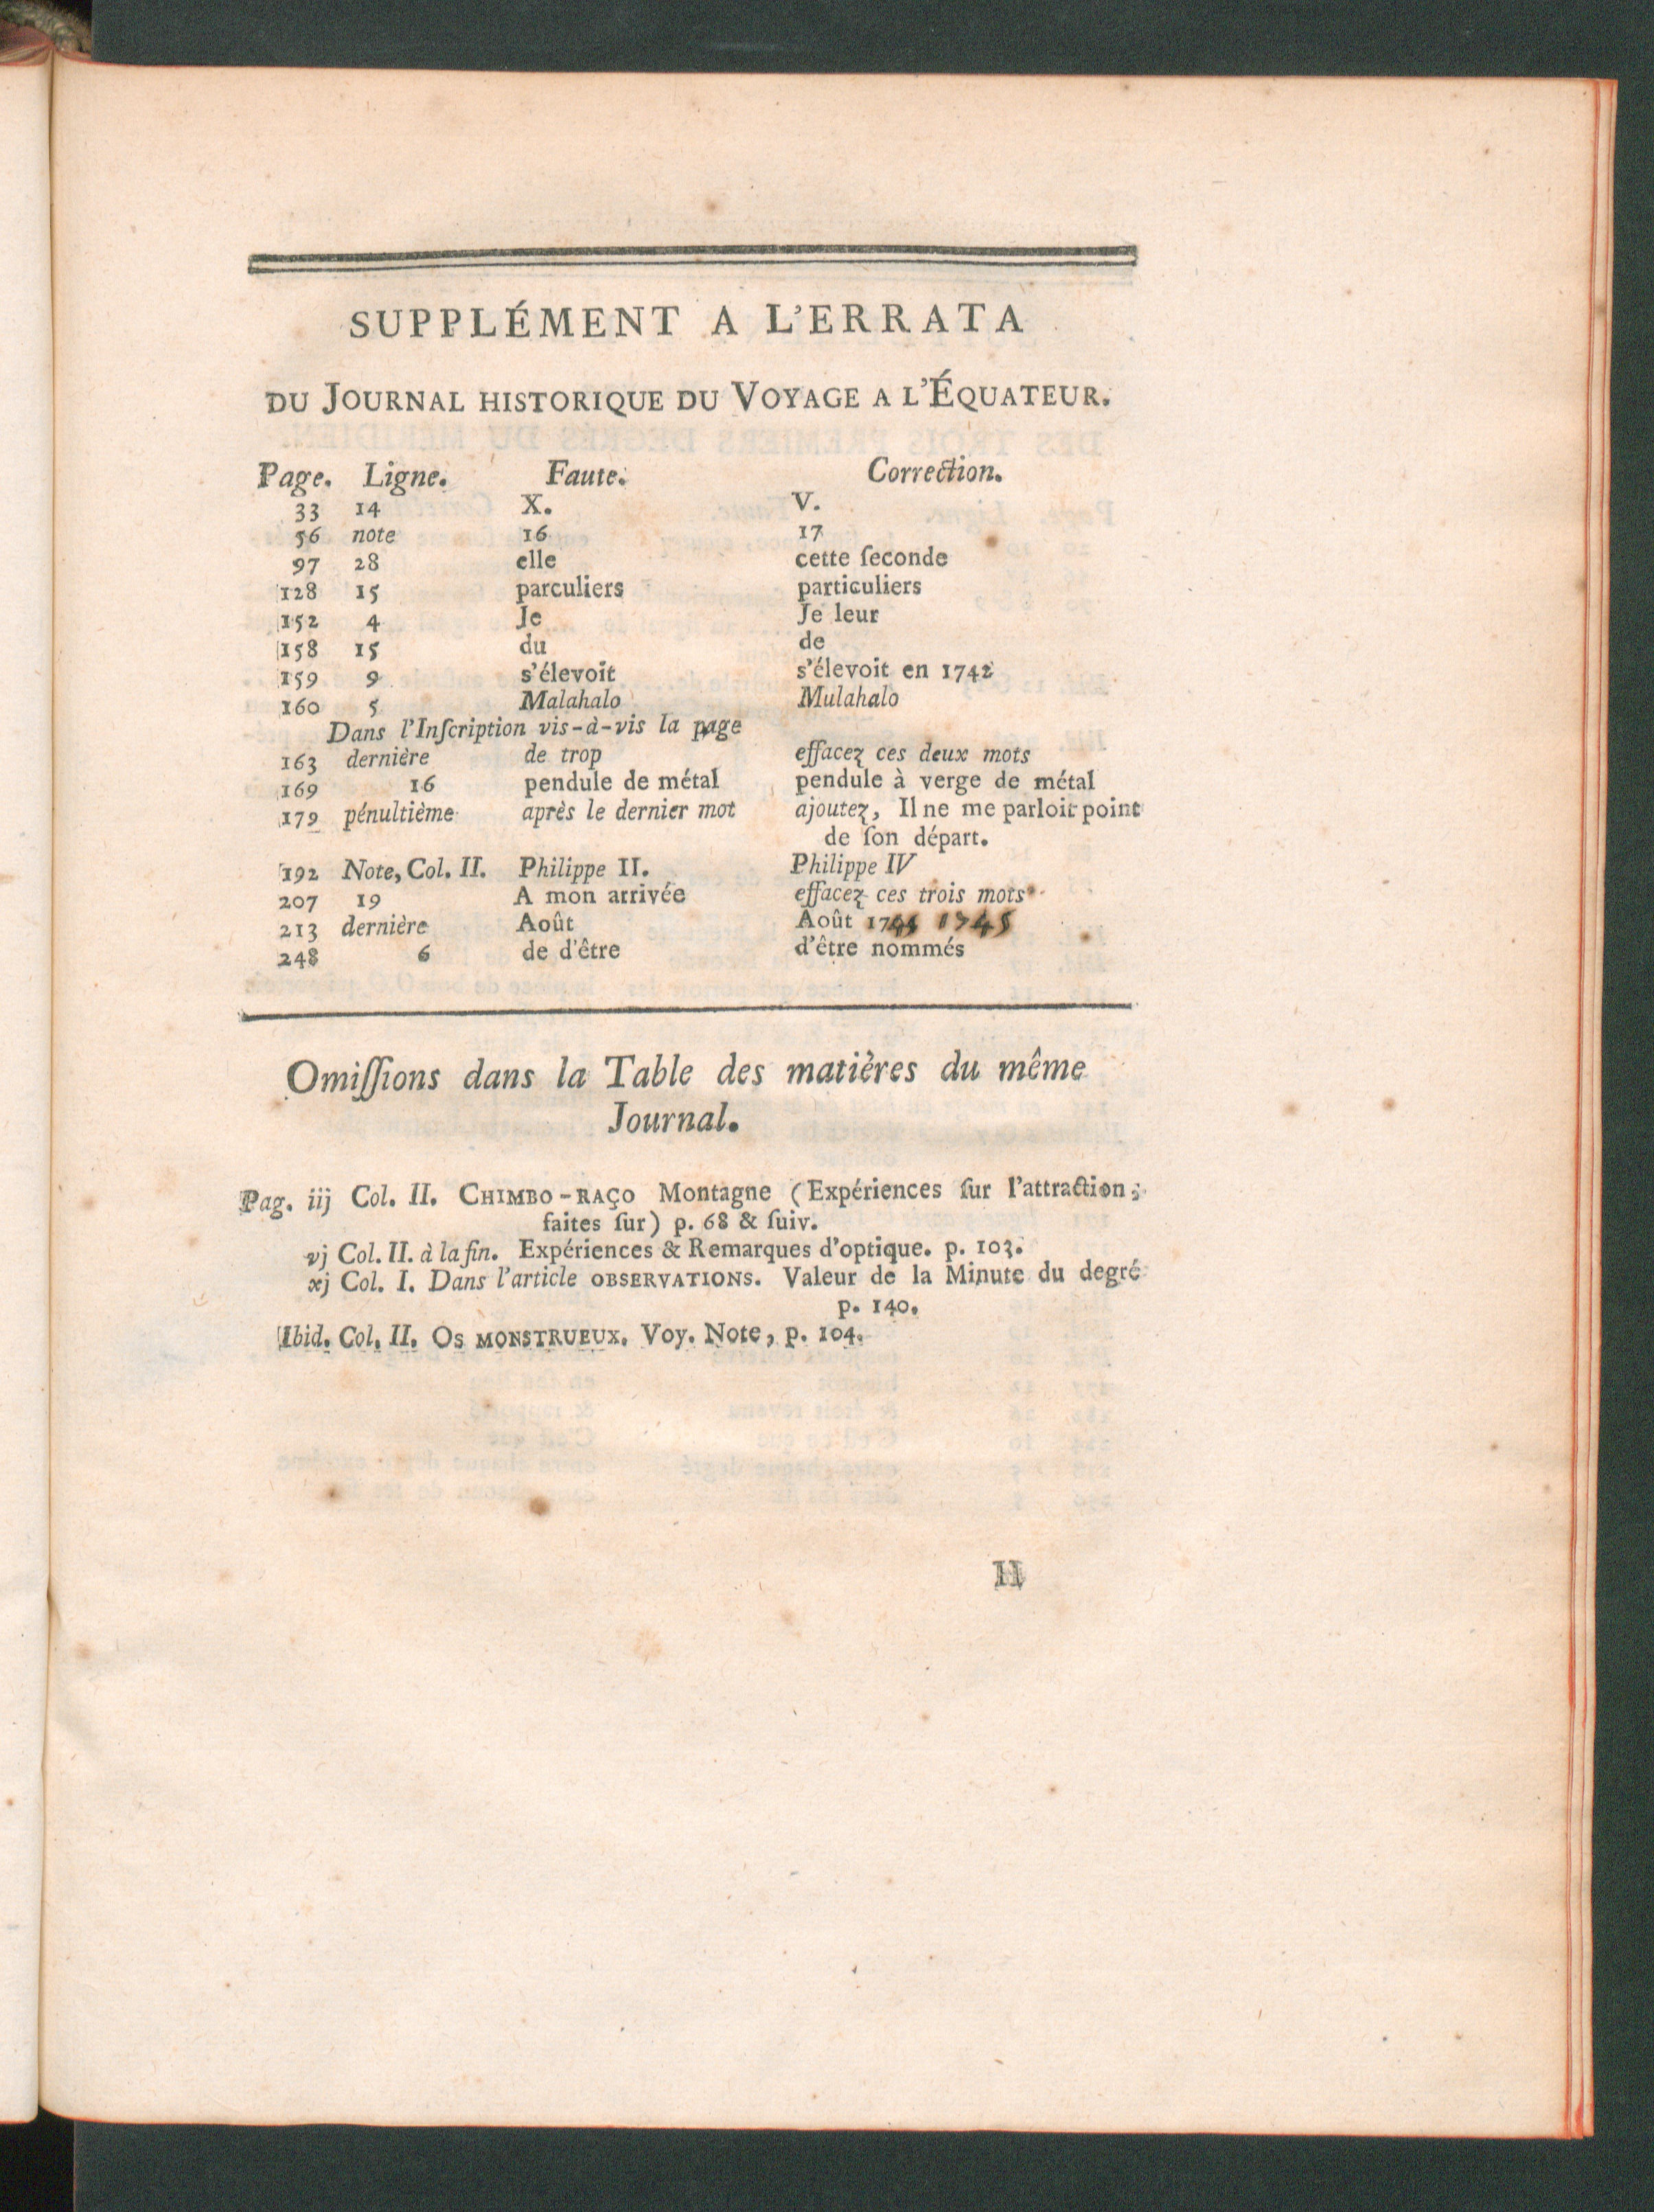 SUPPLÉMENT A L'ERRATA
DU JOURNAL HISTORIQUE DU VOYAGE A L'ÉQUATEUR.
Page. Ligne. Faute. Correction.
33 14 X. V.
56 note 16 17
97 28 elle cette ſeconde
128 15 parculiers particuliers
152 4 Je Je leur
158 15 du de
159 9 s'élevoit s'élevoit en 1742
160 5 Malahalo Mulahalo
Dans l'Inſcription vis-à-vis la page
163 dernière de trop effacez ces deux mots
169 16 pendule de métal pendule à verge de métal
179 pénultième après le dernier mot ajoutez, Il ne me parloit point
de ſon départ.
192 Note, Col. II. Philippe II. Philippe IV
207 19 A mon arrivée effacez ces trois mots
213 dernière Août Août 1745
248 6 de d'être d'être nommés
Omiſſions dans la Table des matières du même
Journal.
Pag. iij Col. II. CHIMBO-RAÇO Montagne (Expériences ſur l'attraction,
faites ſur) p. 68 & ſuiv.
vj Col. II. à la fin. Expériences & Remarques d'optique. p. 103.
xj Col. I. Dans l'article OBSERVATIONS. Valeur de la Minute du degré
p. 140.
Ibid. Col. II. OS MONSTRUEUX. Voy. Note, p. 104.